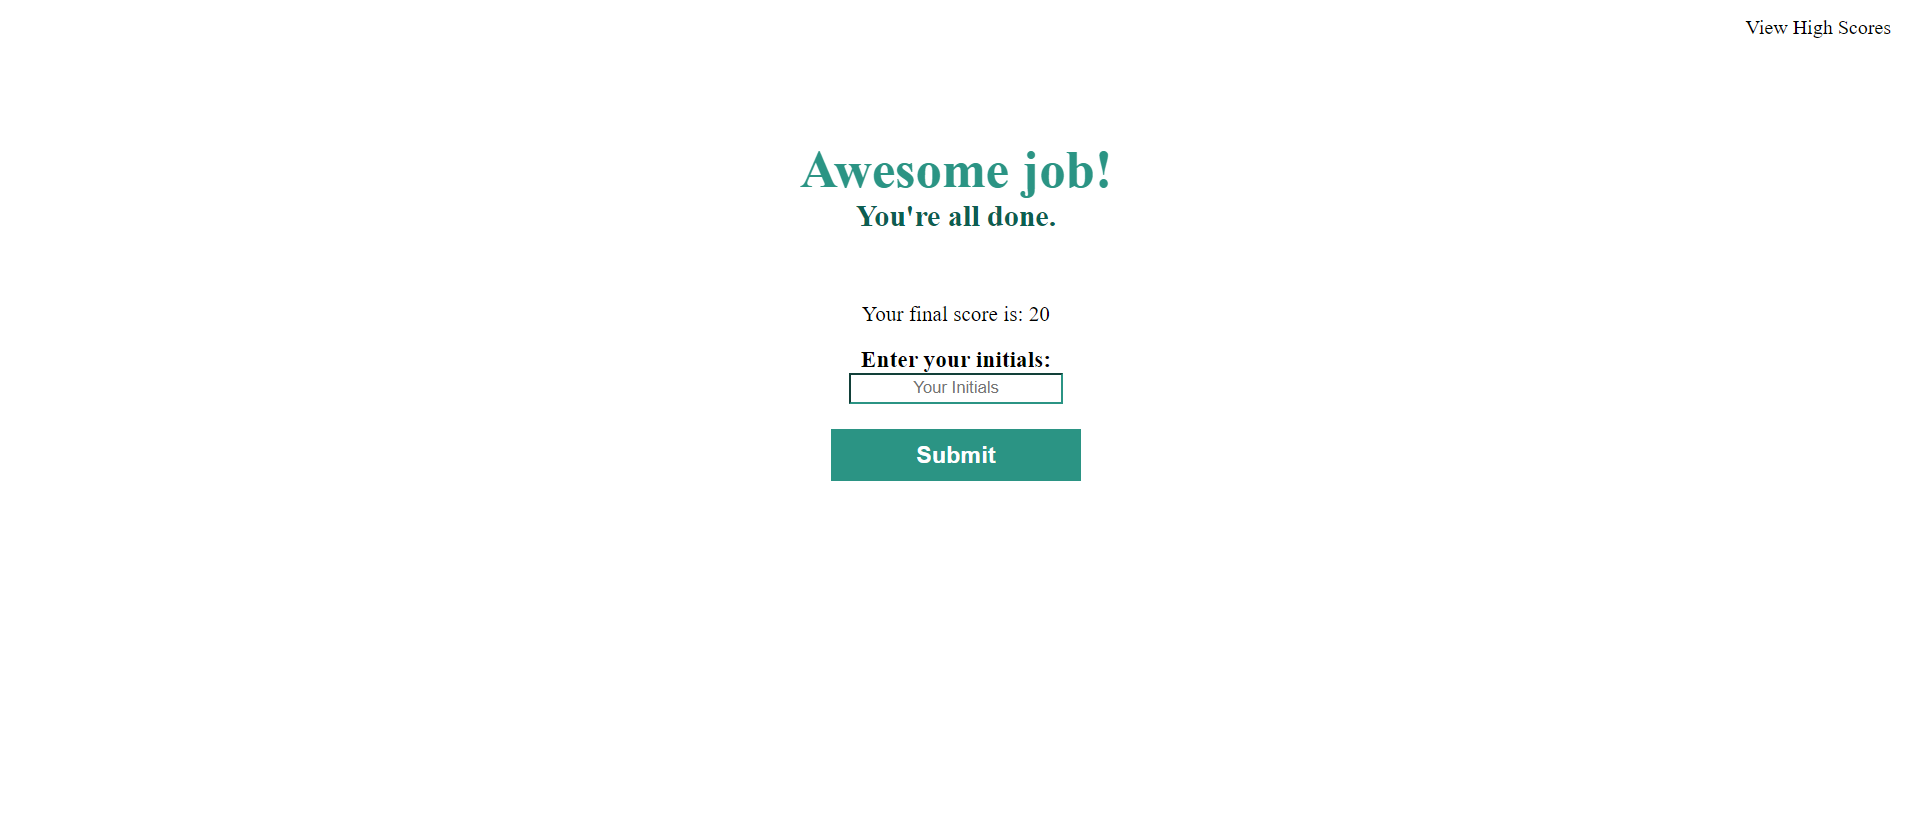 View High Scores
Awesome job!
You're all done.
Your final score is: 20
Enter your initials:
Your Initials
Submit